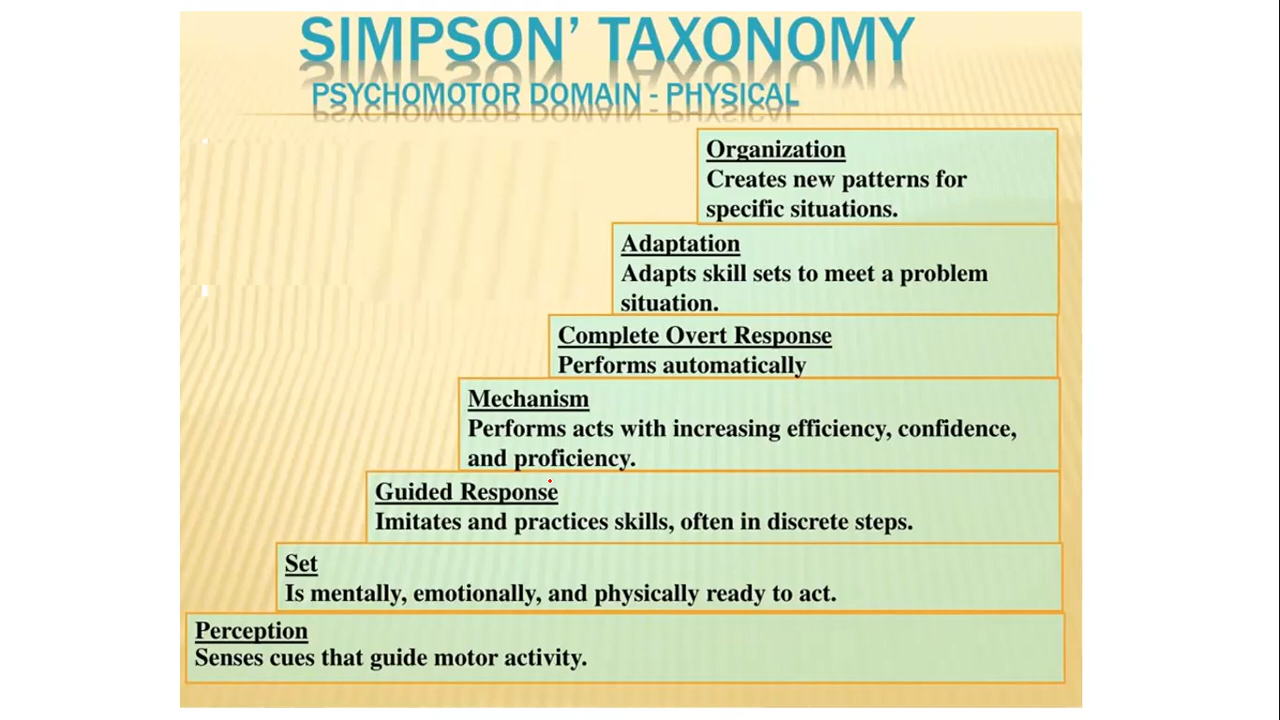 SIMPSON’ TAXONOMY
PSYCHOMOTOR DOMAIN - PHYSICAL
Organization
Creates new patterns for
specific situations.
Adaptation
Adapts skill sets to meet a problem
situation.
Complete Overt Response
Performs automatically
Mechanism
Performs acts with increasing efficiency, confidence,
and proficiency.
Guided Response
Imitates and practices skills, often in discrete steps.
Set
Is mentally, emotionally, and physically ready to act.
Perception
Senses cues that guide motor activity.